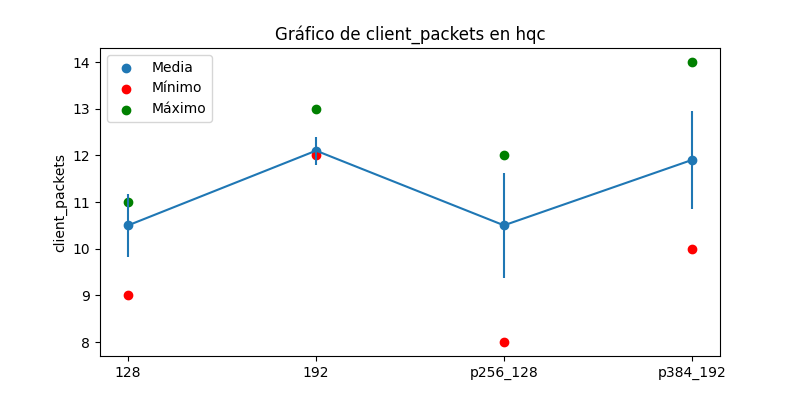 Gráfico de client_packets en hqc
Media
Mínimo
Máximo
client_packets
14
13
12
11
10
9
8
128
192
p256_128
p384_192